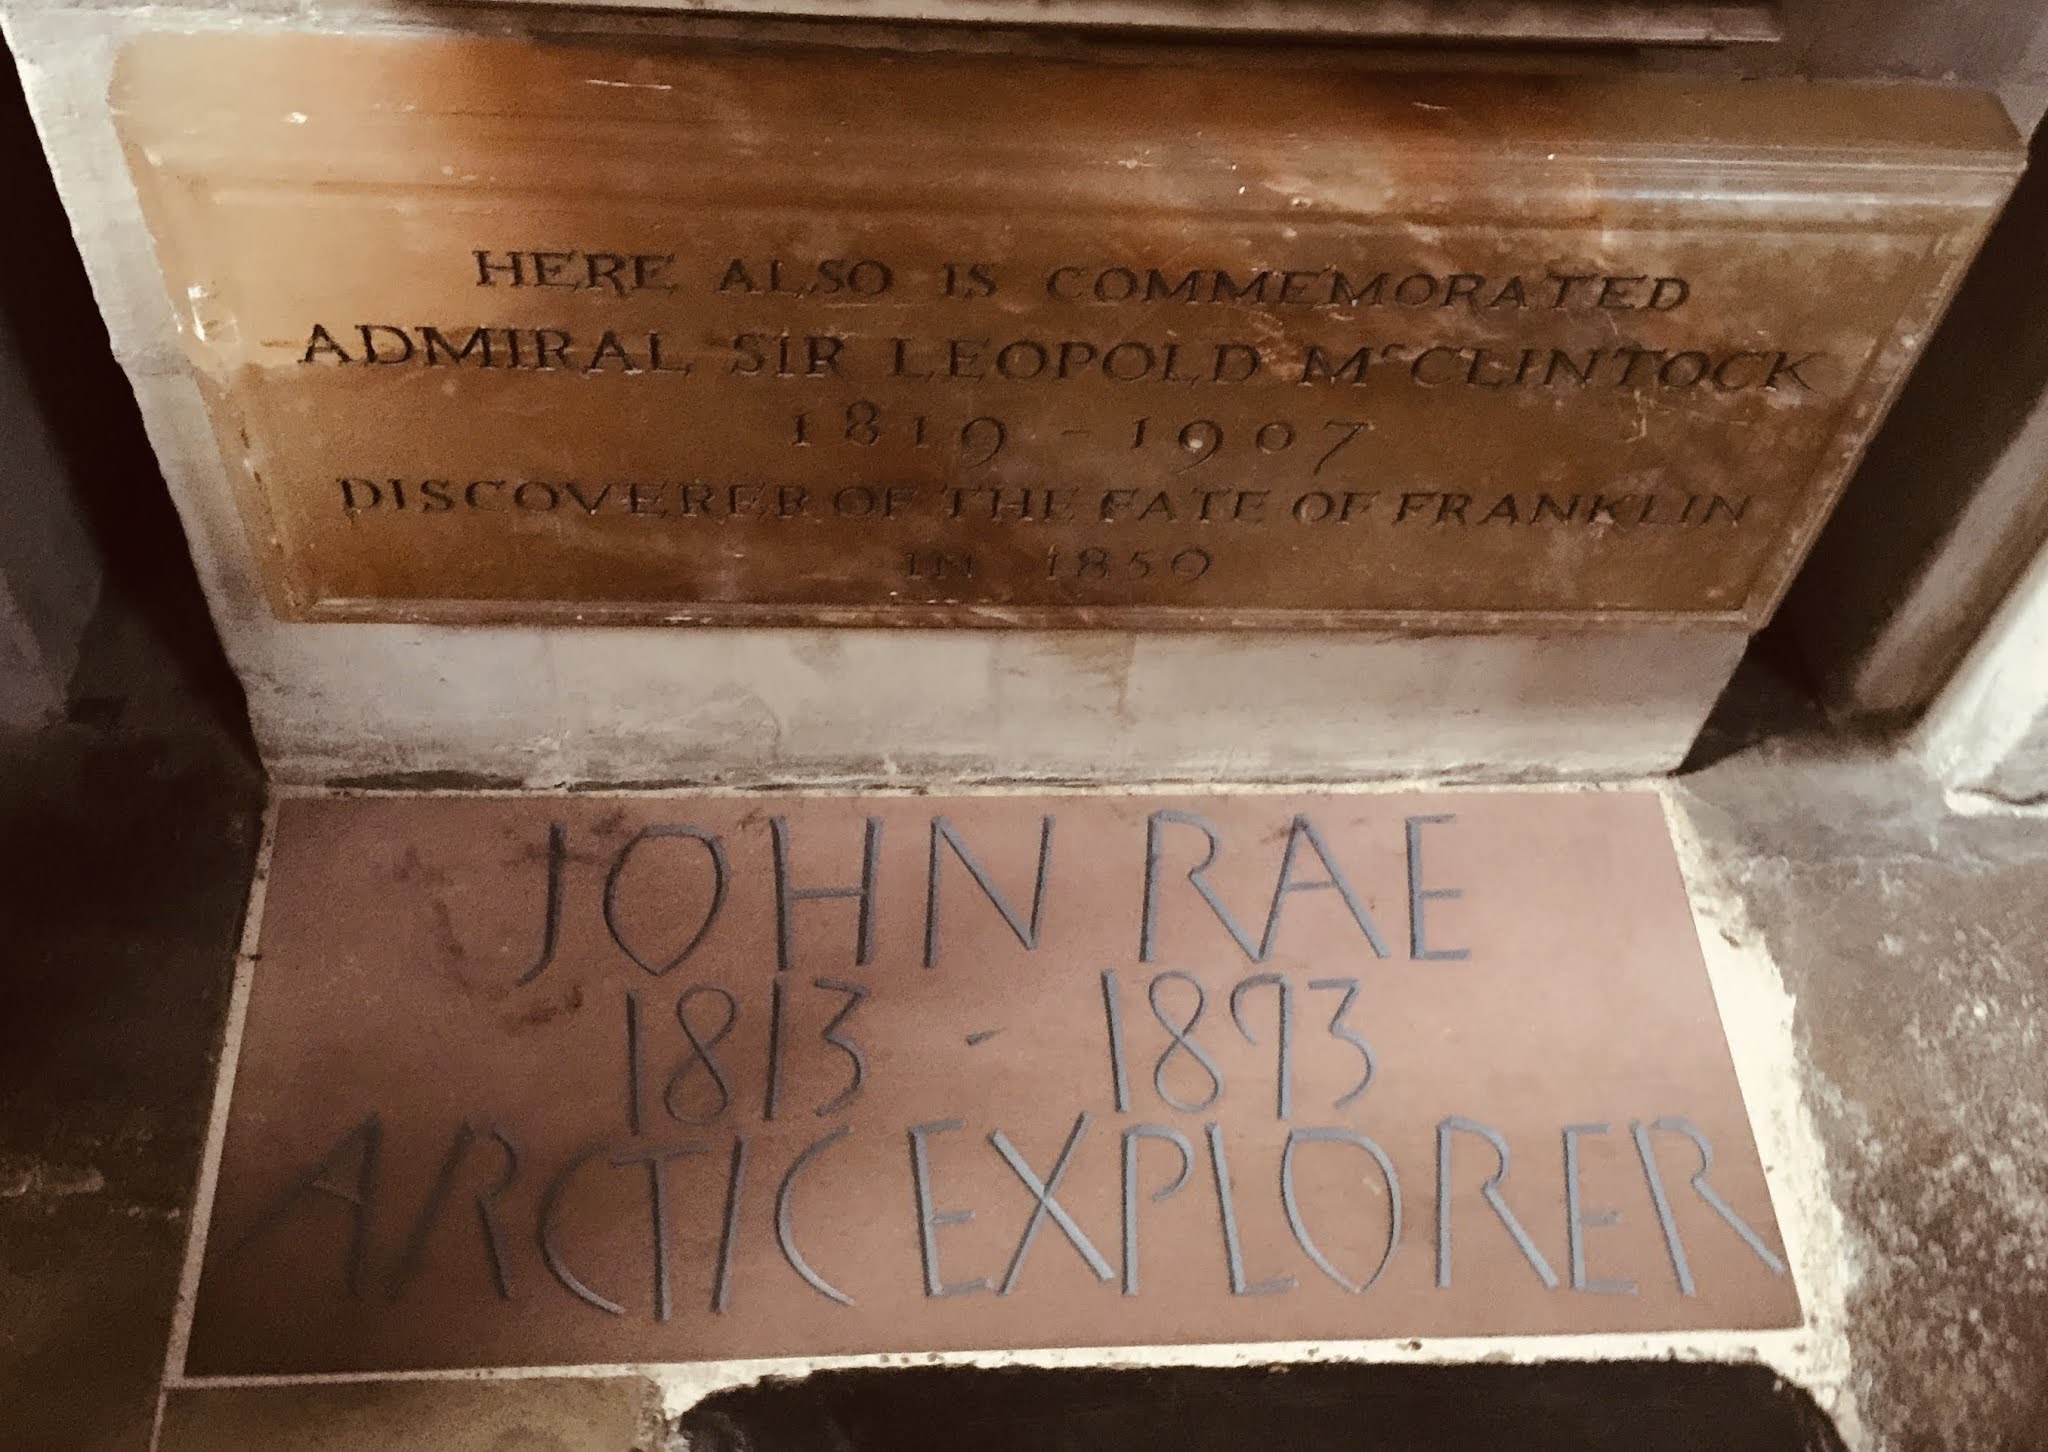 HERE ALSO IS COMMEMORATED
ADMIRAL SIR LEOPOLD MᶜCLINTOCK
1819 - 1907
DISCOVERER OF THE FATE OF FRANKLIN
IN 1859
JOHN RAE
1813 - 1893
ARCTIC EXPLORER